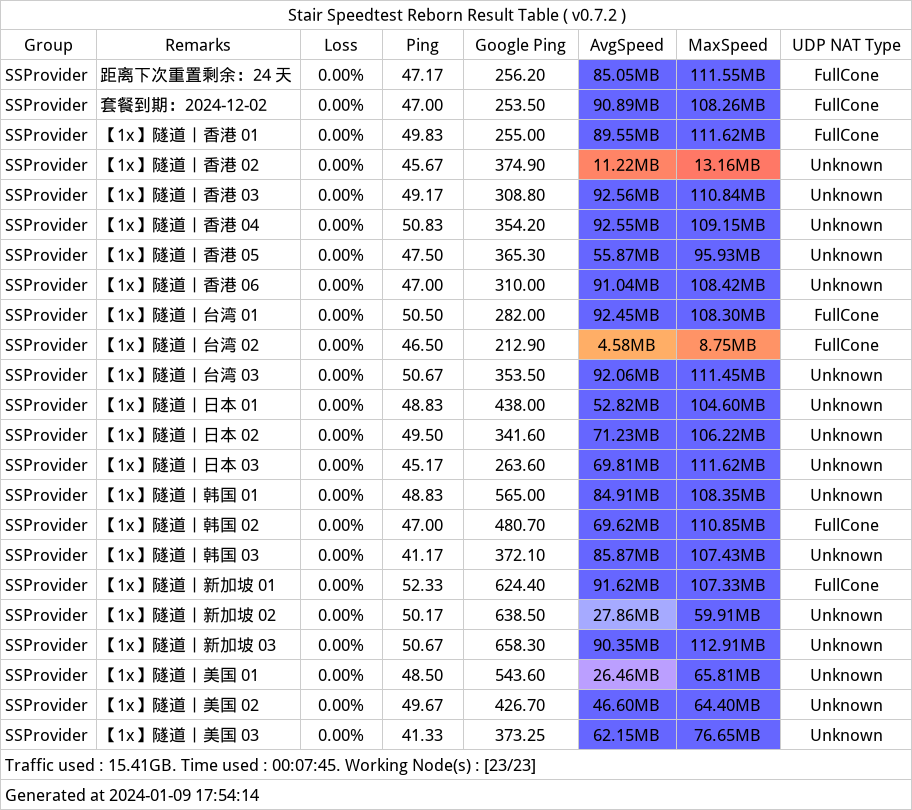 Stair Speedtest Reborn Result Table ( v0.7.2 )
Group Remarks Loss Ping Google Ping AvgSpeed MaxSpeed UDP NAT Type
SSProvider 距离下次重置剩余：24 天 0.00% 47.17 256.20 85.05MB 111.55MB FullCone
SSProvider 套餐到期：2024-12-02 0.00% 47.00 253.50 90.89MB 108.26MB FullCone
SSProvider 【1x】隧道丨香港 01 0.00% 49.83 255.00 89.55MB 111.62MB FullCone
SSProvider 【1x】隧道丨香港 02 0.00% 45.67 374.90 11.22MB 13.16MB Unknown
SSProvider 【1x】隧道丨香港 03 0.00% 49.17 308.80 92.56MB 110.84MB Unknown
SSProvider 【1x】隧道丨香港 04 0.00% 50.83 354.20 92.55MB 109.15MB Unknown
SSProvider 【1x】隧道丨香港 05 0.00% 47.50 365.30 55.87MB 95.93MB Unknown
SSProvider 【1x】隧道丨香港 06 0.00% 47.00 310.00 91.04MB 108.42MB Unknown
SSProvider 【1x】隧道丨台湾 01 0.00% 50.50 282.00 92.45MB 108.30MB FullCone
SSProvider 【1x】隧道丨台湾 02 0.00% 46.50 212.90 4.58MB 8.75MB FullCone
SSProvider 【1x】隧道丨台湾 03 0.00% 50.67 353.50 92.06MB 111.45MB Unknown
SSProvider 【1x】隧道丨日本 01 0.00% 48.83 438.00 52.82MB 104.60MB Unknown
SSProvider 【1x】隧道丨日本 02 0.00% 49.50 341.60 71.23MB 106.22MB Unknown
SSProvider 【1x】隧道丨日本 03 0.00% 45.17 263.60 69.81MB 111.62MB Unknown
SSProvider 【1x】隧道丨韩国 01 0.00% 48.83 565.00 84.91MB 108.35MB Unknown
SSProvider 【1x】隧道丨韩国 02 0.00% 47.00 480.70 69.62MB 110.85MB FullCone
SSProvider 【1x】隧道丨韩国 03 0.00% 41.17 372.10 85.87MB 107.43MB Unknown
SSProvider 【1x】隧道丨新加坡 01 0.00% 52.33 624.40 91.62MB 107.33MB FullCone
SSProvider 【1x】隧道丨新加坡 02 0.00% 50.17 638.50 27.86MB 59.91MB Unknown
SSProvider 【1x】隧道丨新加坡 03 0.00% 50.67 658.30 90.35MB 112.91MB Unknown
SSProvider 【1x】隧道丨美国 01 0.00% 48.50 543.60 26.46MB 65.81MB Unknown
SSProvider 【1x】隧道丨美国 02 0.00% 49.67 426.70 46.60MB 64.40MB Unknown
SSProvider 【1x】隧道丨美国 03 0.00% 41.33 373.25 62.15MB 76.65MB Unknown
Traffic used : 15.41GB. Time used : 00:07:45. Working Node(s) : [23/23]
Generated at 2024-01-09 17:54:14